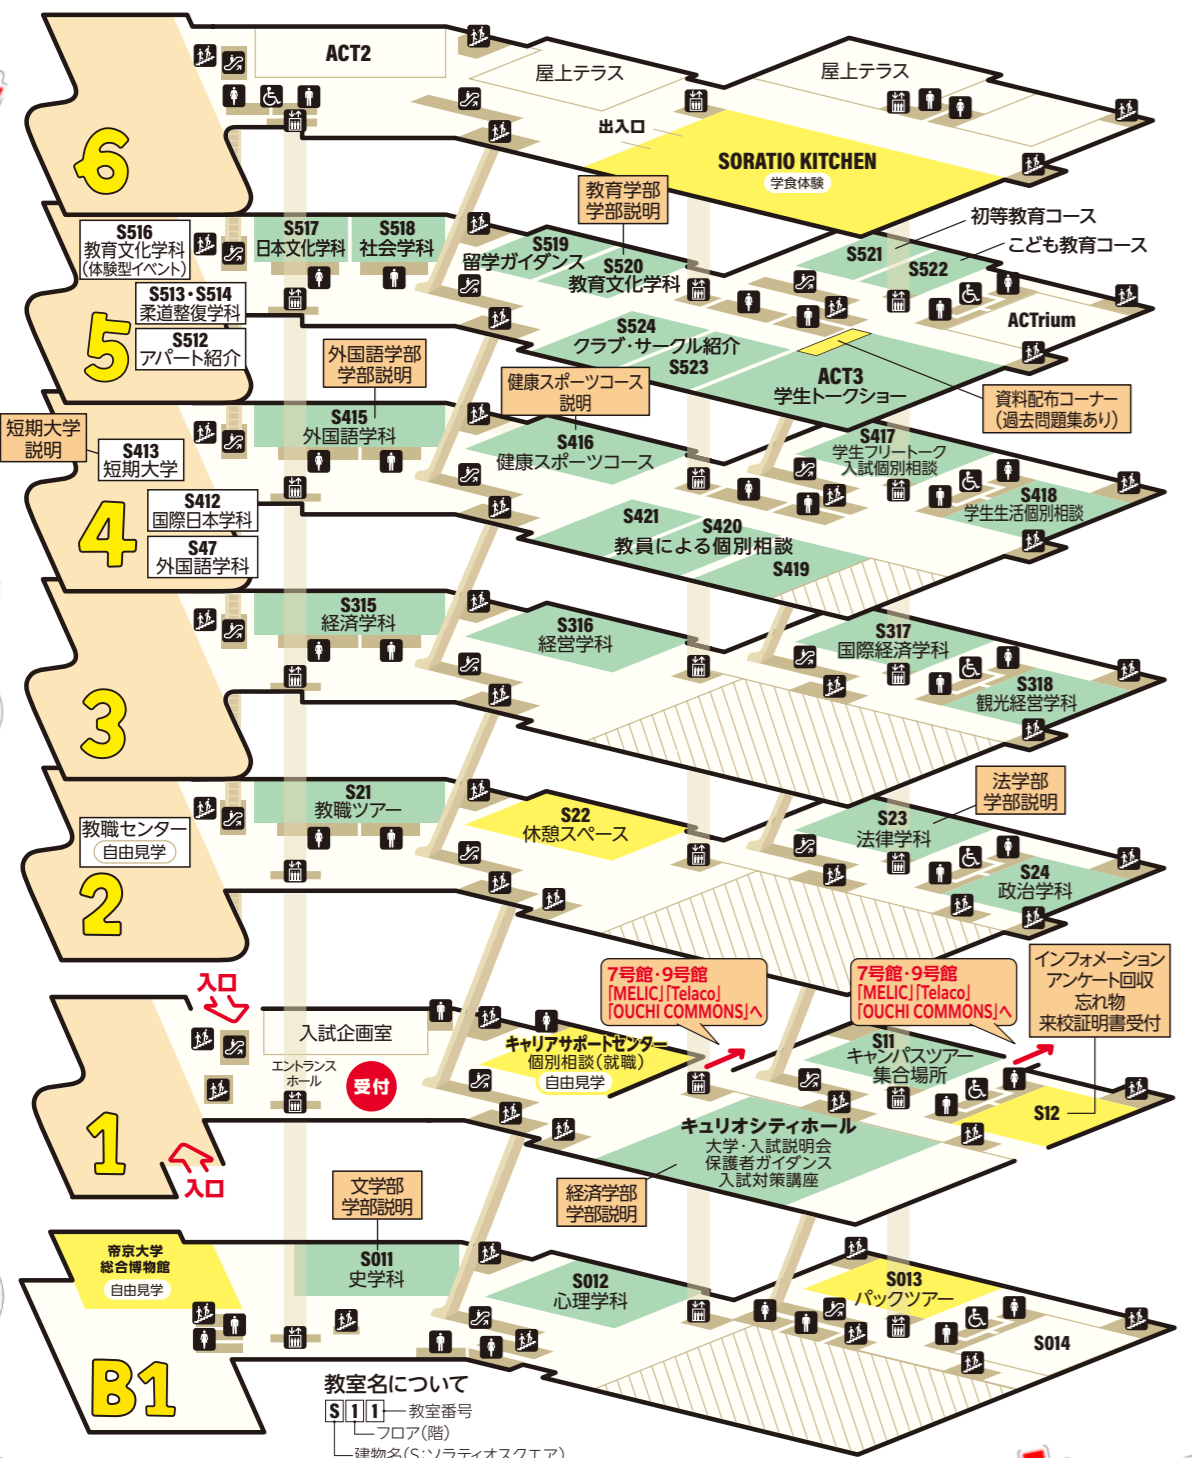 6
ACT2
屋上テラス
屋上テラス
出入口
SORATIO KITCHEN
学食体験
5
S516
教育文化学科
(体験型イベント)
S513・S514
柔道整復学科
S512
アパート紹介
S517
日本文化学科
S518
社会学科
S519
留学ガイダンス
教育学部
学部説明
S520
教育文化学科
S521
初等教育コース
S522
こども教育コース
ACTrium
S524
クラブ・サークル紹介
S523
ACT3
学生トークショー
資料配布コーナー
(過去問題集あり)
4
短期大学
説明
S413
短期大学
S412
国際日本学科
S47
外国語学科
外国語学部
学部説明
S415
外国語学科
健康スポーツコース
説明
S416
健康スポーツコース
S417
学生フリートーク
入試個別相談
S418
学生生活個別相談
S421
S420
教員による個別相談
S419
3
S315
経済学科
S316
経営学科
S317
国際経済学科
S318
観光経営学科
2
教職センター
自由見学
S21
教職ツアー
S22
休憩スペース
法学部
学部説明
S23
法律学科
S24
政治学科
1
入口
入口
入試企画室
エントランス
ホール
受付
キャリアサポートセンター
個別相談(就職)
自由見学
7号館・9号館
「MELIC」「Telaco」
「OUCHI COMMONS」へ
7号館・9号館
「MELIC」「Telaco」
「OUCHI COMMONS」へ
S11
キャンパスツアー
集合場所
インフォメーション
アンケート回収
忘れ物
来校証明書受付
S12
キュリオシティホール
大学・入試説明会
保護者ガイダンス
入試対策講座
経済学部
学部説明
B1
帝京大学
総合博物館
自由見学
文学部
学部説明
S011
史学科
S012
心理学科
S013
パックツアー
S014
教室名について
S 1 1 教室番号
フロア(階)
建物名(S:ソラティオスクエア)